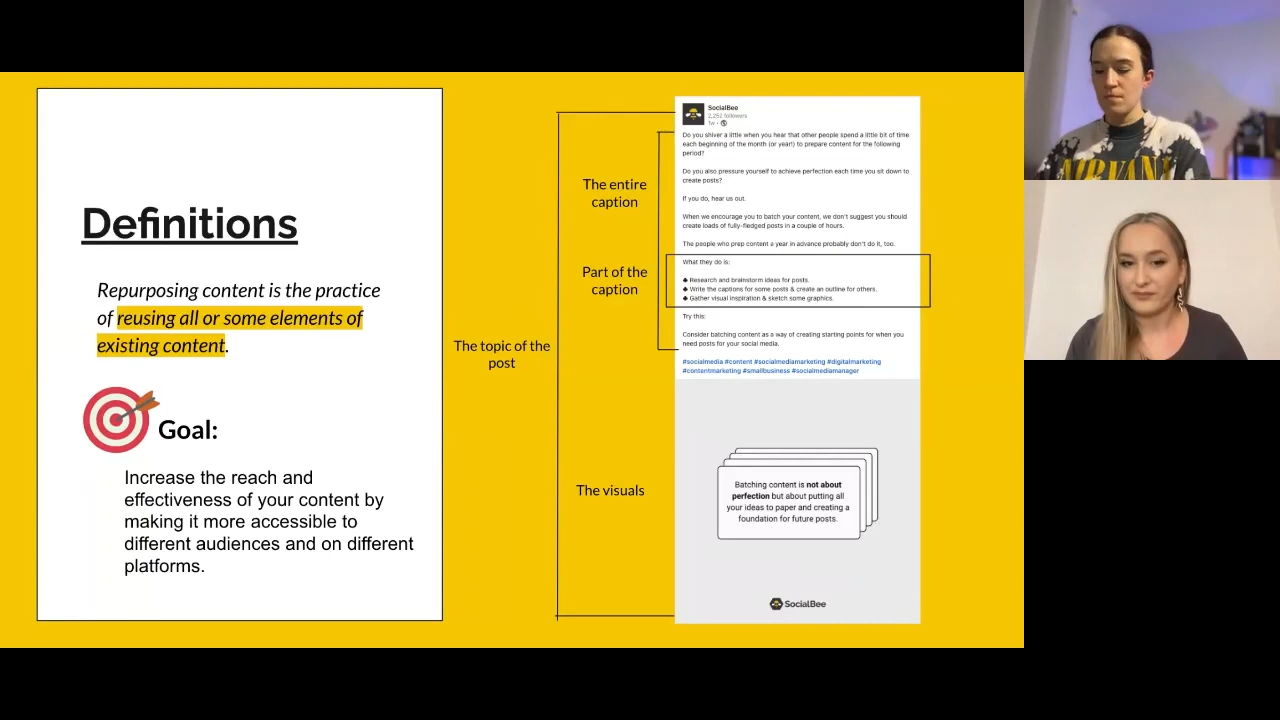 Definitions
Repurposing content is the practice
of reusing all or some elements of
existing content.
Goal:
Increase the reach and
effectiveness of your content by
making it more accessible to
different audiences and on different
platforms.
The topic of the
post
The entire
caption
Part of the
caption
The visuals
SocialBee
2,252 followers
1w •
Do you shiver a little when you hear that other people spend a little bit of time
each beginning of the month (or year!) to prepare content for the following
period?
Do you also pressure yourself to achieve perfection each time you sit down to
create posts?
If you do, hear us out.
When we encourage you to batch your content, we don't suggest you should
create loads of fully-fledged posts in a couple of hours.
The people who prep content a year in advance probably don't do it, too.
What they do is:
♣ Research and brainstorm ideas for posts.
♣ Write the captions for some posts & create an outline for others.
♣ Gather visual inspiration & sketch some graphics.
Try this:
Consider batching content as a way of creating starting points for when you
need posts for your social media.
#socialmedia #content #socialmediamarketing #digitalmarketing
#contentmarketing #smallbusiness #socialmediamanager
Batching content is not about
perfection but about putting all
your ideas to paper and creating a
foundation for future posts.
SocialBee
NIRVANA